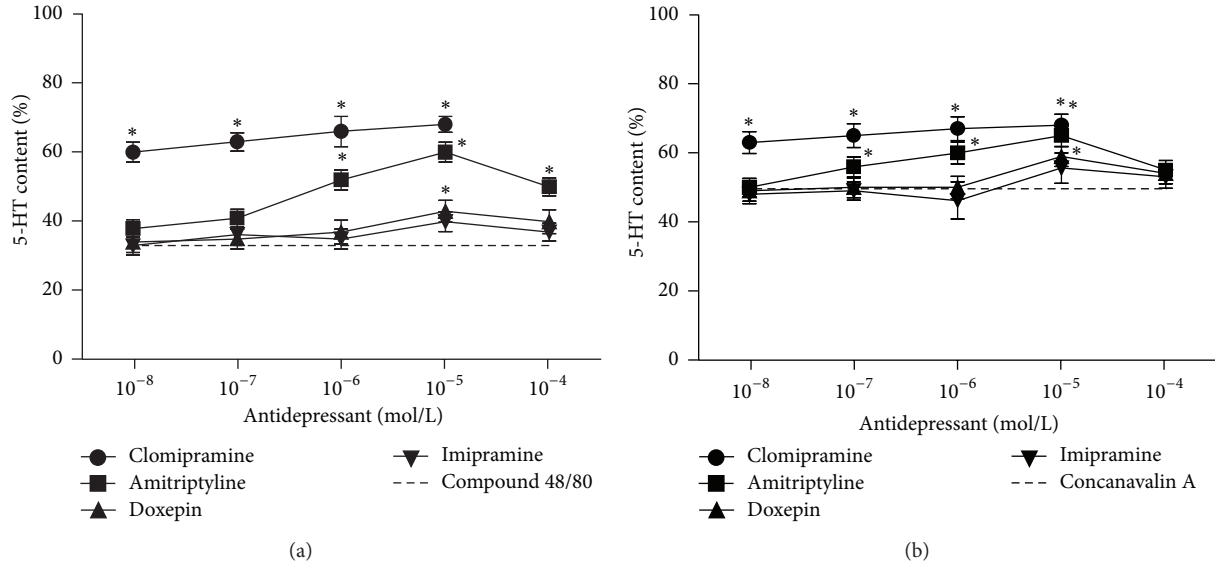 100
80
60
40
20
0
5-HT content (%)
* * * *
* * *
*
10⁻⁸ 10⁻⁷ 10⁻⁶ 10⁻⁵ 10⁻⁴
Antidepressant (mol/L)
Clomipramine
Amitriptyline
Doxepin
Imipramine
Compound 48/80
(a)
100
80
60
40
20
0
5-HT content (%)
* * * * *
* * *
10⁻⁸ 10⁻⁷ 10⁻⁶ 10⁻⁵ 10⁻⁴
Antidepressant (mol/L)
Clomipramine
Amitriptyline
Doxepin
Imipramine
Concanavalin A
(b)